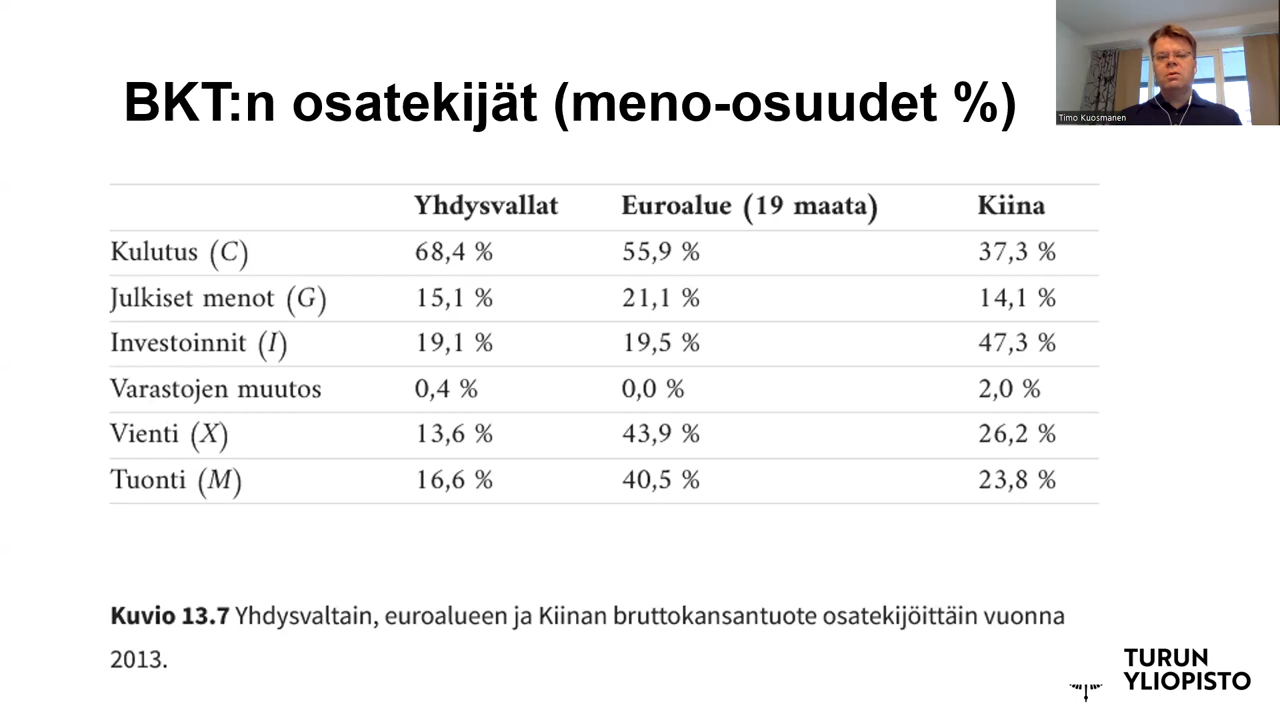 BKT:n osatekijät (meno-osuudet %)
Timo Kuosmanen
Yhdysvallat Euroalue (19 maata) Kiina
Kulutus (C) 68,4 % 55,9 % 37,3 %
Julkiset menot (G) 15,1 % 21,1 % 14,1 %
Investoinnit (I) 19,1 % 19,5 % 47,3 %
Varastojen muutos 0,4 % 0,0 % 2,0 %
Vienti (X) 13,6 % 43,9 % 26,2 %
Tuonti (M) 16,6 % 40,5 % 23,8 %
Kuvio 13.7 Yhdysvaltain, euroalueen ja Kiinan bruttokansantuote osatekijöittäin vuonna
2013.
TURUN
YLIOPISTO